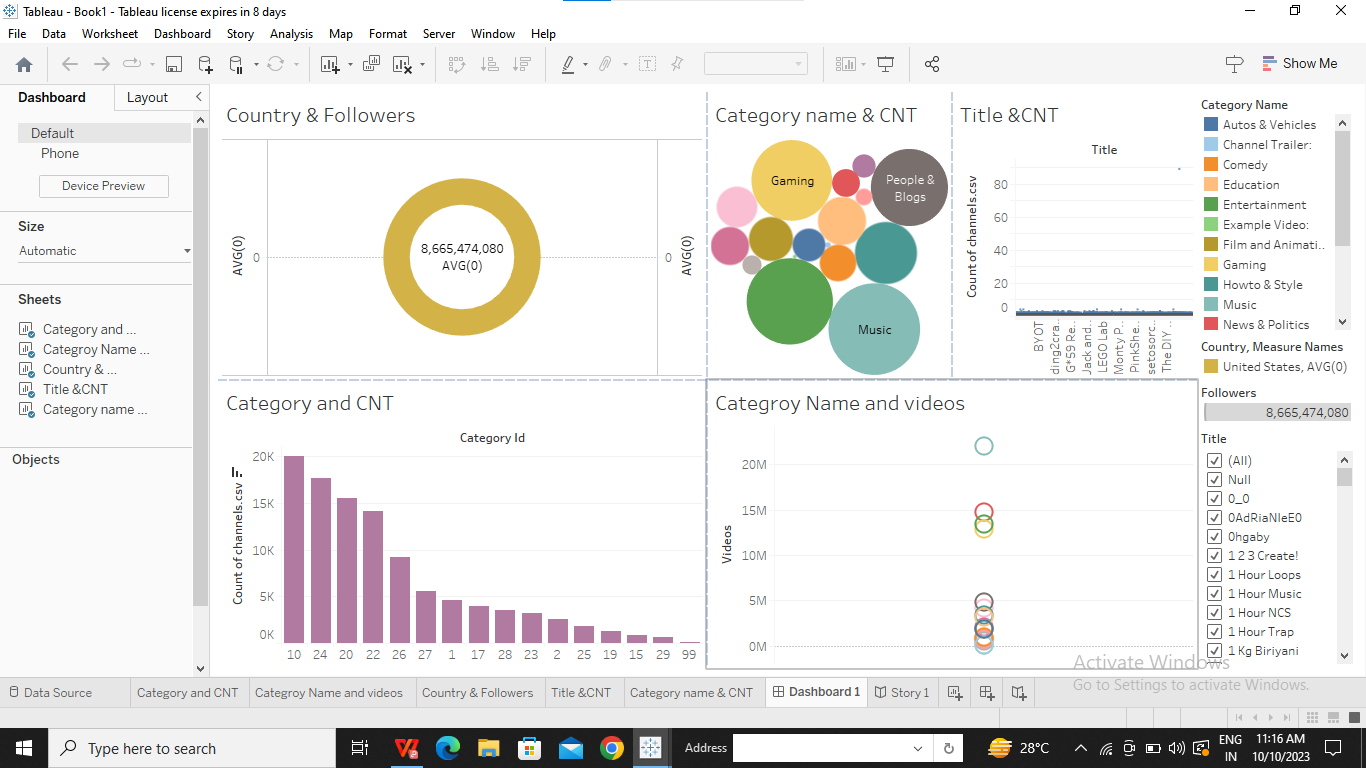 Tableau - Book1 - Tableau license expires in 8 days
File Data Worksheet Dashboard Story Analysis Map Format Server Window Help
Show Me
Dashboard Layout
Default
Phone
Device Preview
Size
Automatic
Sheets
Category and ...
Categroy Name ...
Country & ...
Title &CNT
Category name ...
Objects
Country & Followers
AVG(0)
0
8,665,474,080
AVG(0)
0
AVG(0)
Category name & CNT
Gaming
People &
Blogs
Music
Title &CNT
Title
Count of channels.csv
80
60
40
20
0
BYOT
ding2cra..
G*59 Re..
Jack and..
LEGO Lab
Monty P..
PinkShe..
setosorc..
The DIY ..
Category Name
Autos & Vehicles
Channel Trailer:
Comedy
Education
Entertainment
Example Video:
Film and Animati..
Gaming
Howto & Style
Music
News & Politics
Country, Measure Names
United States, AVG(0)
Followers
8,665,474,080
Title
(All)
Null
0_0
0AdRiaNleE0
0hgaby
1 2 3 Create!
1 Hour Loops
1 Hour Music
1 Hour NCS
1 Hour Trap
1 Kg Biriyani
Category and CNT
Category Id
Count of channels.csv
20K
15K
10K
5K
0K
10 24 20 22 26 27 1 17 28 23 2 25 19 15 29 99
Categroy Name and videos
Videos
20M
15M
10M
5M
0M
Activate Windows
Go to Settings to activate Windows.
Data Source Category and CNT Categroy Name and videos Country & Followers Title &CNT Category name & CNT Dashboard 1 Story 1
Type here to search
Address
28°C
ENG
IN
11:16 AM
10/10/2023